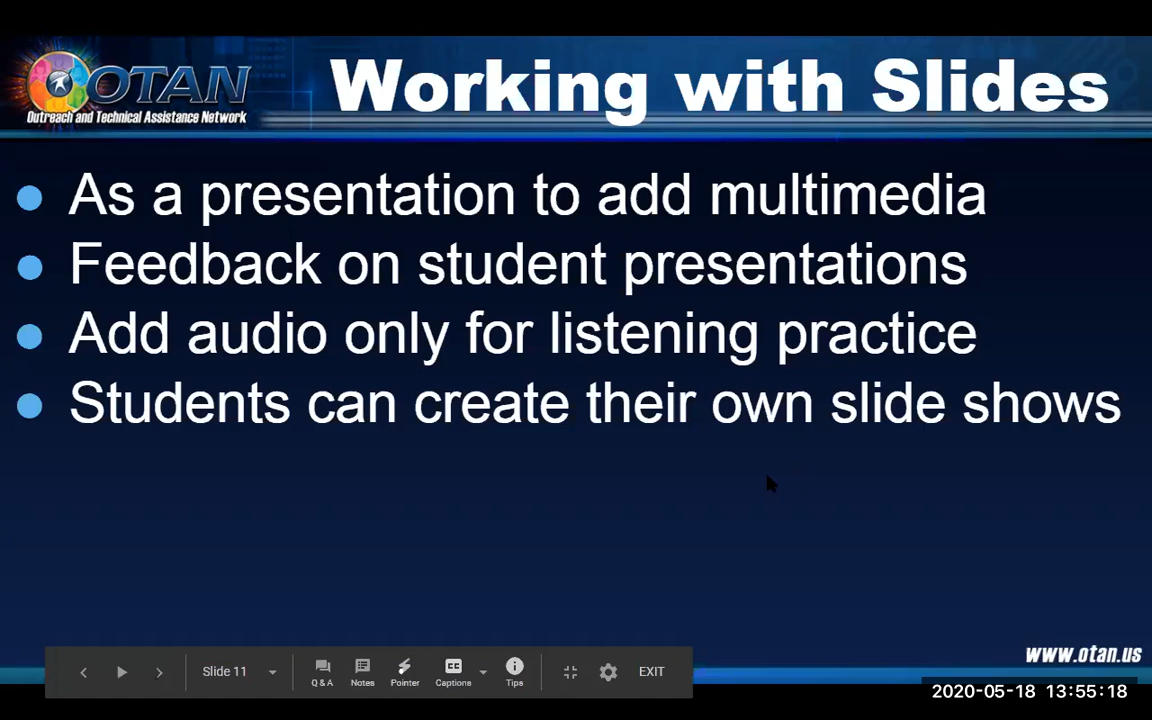 OTAN
Outreach and Technical Assistance Network
Working with Slides
As a presentation to add multimedia
Feedback on student presentations
Add audio only for listening practice
Students can create their own slide shows
www.otan.us
Slide 11
Q & A
Notes
Pointer
CC
Captions
Tips
EXIT
2020-05-18 13:55:18